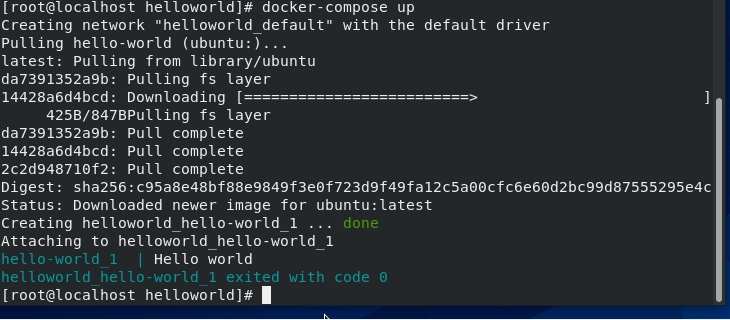 [root@localhost helloworld]# docker-compose up
Creating network "helloworld_default" with the default driver
Pulling hello-world (ubuntu:)...
latest: Pulling from library/ubuntu
da7391352a9b: Pulling fs layer
14428a6d4bcd: Downloading [=========================>                         ]
     425B/847BPulling fs layer
da7391352a9b: Pull complete
14428a6d4bcd: Pull complete
2c2d948710f2: Pull complete
Digest: sha256:c95a8e48bf88e9849f3e0f723d9f49fa12c5a00cfc6e60d2bc99d87555295e4c
Status: Downloaded newer image for ubuntu:latest
Creating helloworld_hello-world_1 ... done
Attaching to helloworld_hello-world_1
hello-world_1  | Hello world
helloworld_hello-world_1 exited with code 0
[root@localhost helloworld]#